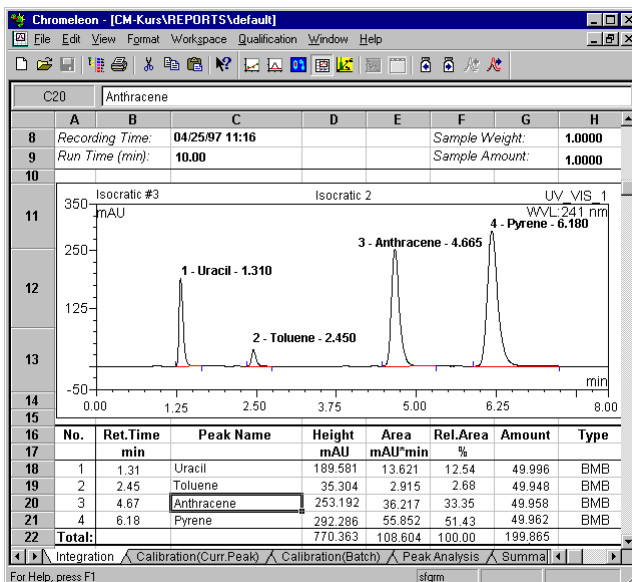 Chromeleon - [CM-Kurs\REPORTS\default]
File Edit View Format Workspace Qualification Window Help
C20 Anthracene
A B C D E F G H
8 Recording Time: 04/25/97 11:16 Sample Weight: 1.0000
9 Run Time (min): 10.00 Sample Amount: 1.0000
10
11
12
13
14
15
Isocratic #3 Isocratic 2 UV_VIS_1
350 mAU WVL:241 nm
4 - Pyrene - 6.180
3 - Anthracene - 4.665
250
1 - Uracil - 1.310
125
2 - Toluene - 2.450
-50 min
0.00 1.25 2.50 3.75 5.00 6.25 8.00
16 No. Ret.Time Peak Name Height Area Rel.Area Amount Type
17 min mAU mAU*min %
18 1 1.31 Uracil 189.581 13.621 12.54 49.996 BMB
19 2 2.45 Toluene 35.304 2.915 2.68 49.948 BMB
20 3 4.67 Anthracene 253.192 36.217 33.35 49.958 BMB
21 4 6.18 Pyrene 292.286 55.852 51.43 49.962 BMB
22 Total: 770.363 108.604 100.00 199.865
Integration Calibration(Curr.Peak) Calibration(Batch) Peak Analysis Summa
For Help, press F1 sfqrm